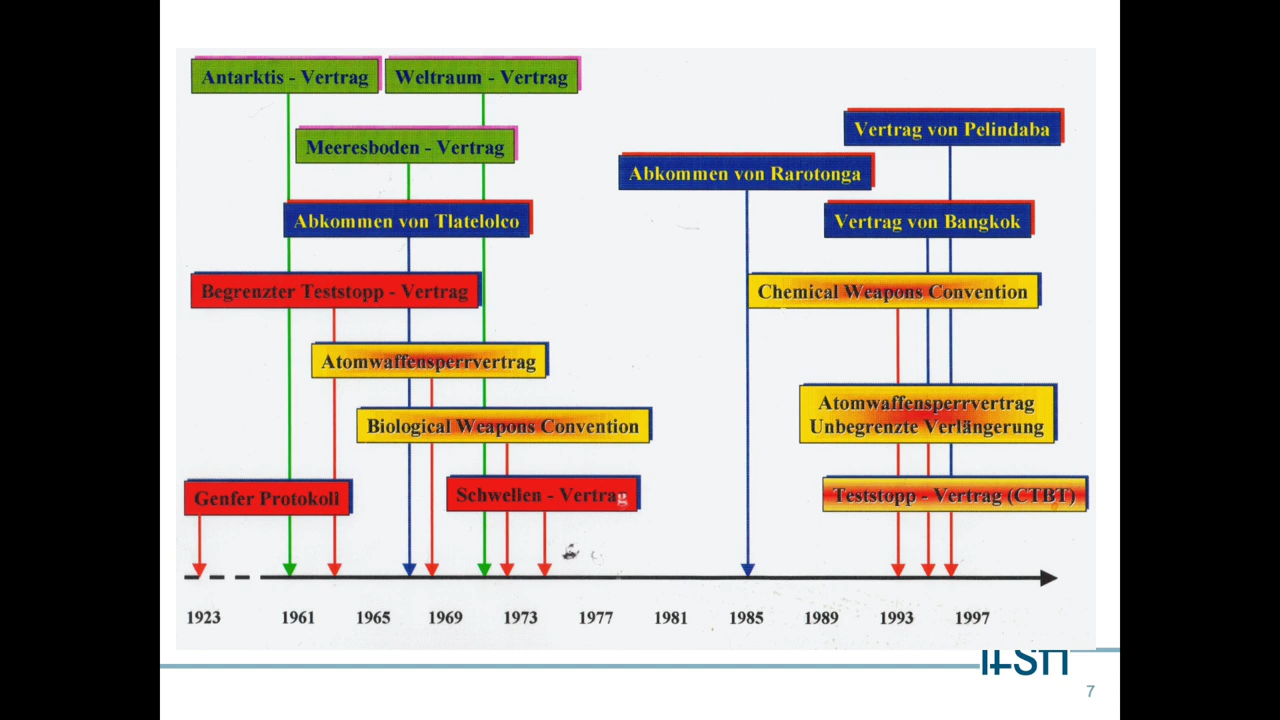 Antarktis - Vertrag
Weltraum - Vertrag
Vertrag von Pelindaba
Meeresboden - Vertrag
Abkommen von Rarotonga
Abkommen von Tlatelolco
Vertrag von Bangkok
Begrenzter Teststopp - Vertrag
Chemical Weapons Convention
Atomwaffensperrvertrag
Atomwaffensperrvertrag
Unbegrenzte Verlängerung
Biological Weapons Convention
Genfer Protokoll
Schwellen - Vertrag
Teststopp - Vertrag (CTBT)
1923 1961 1965 1969 1973 1977 1981 1985 1989 1993 1997
IFSH
7